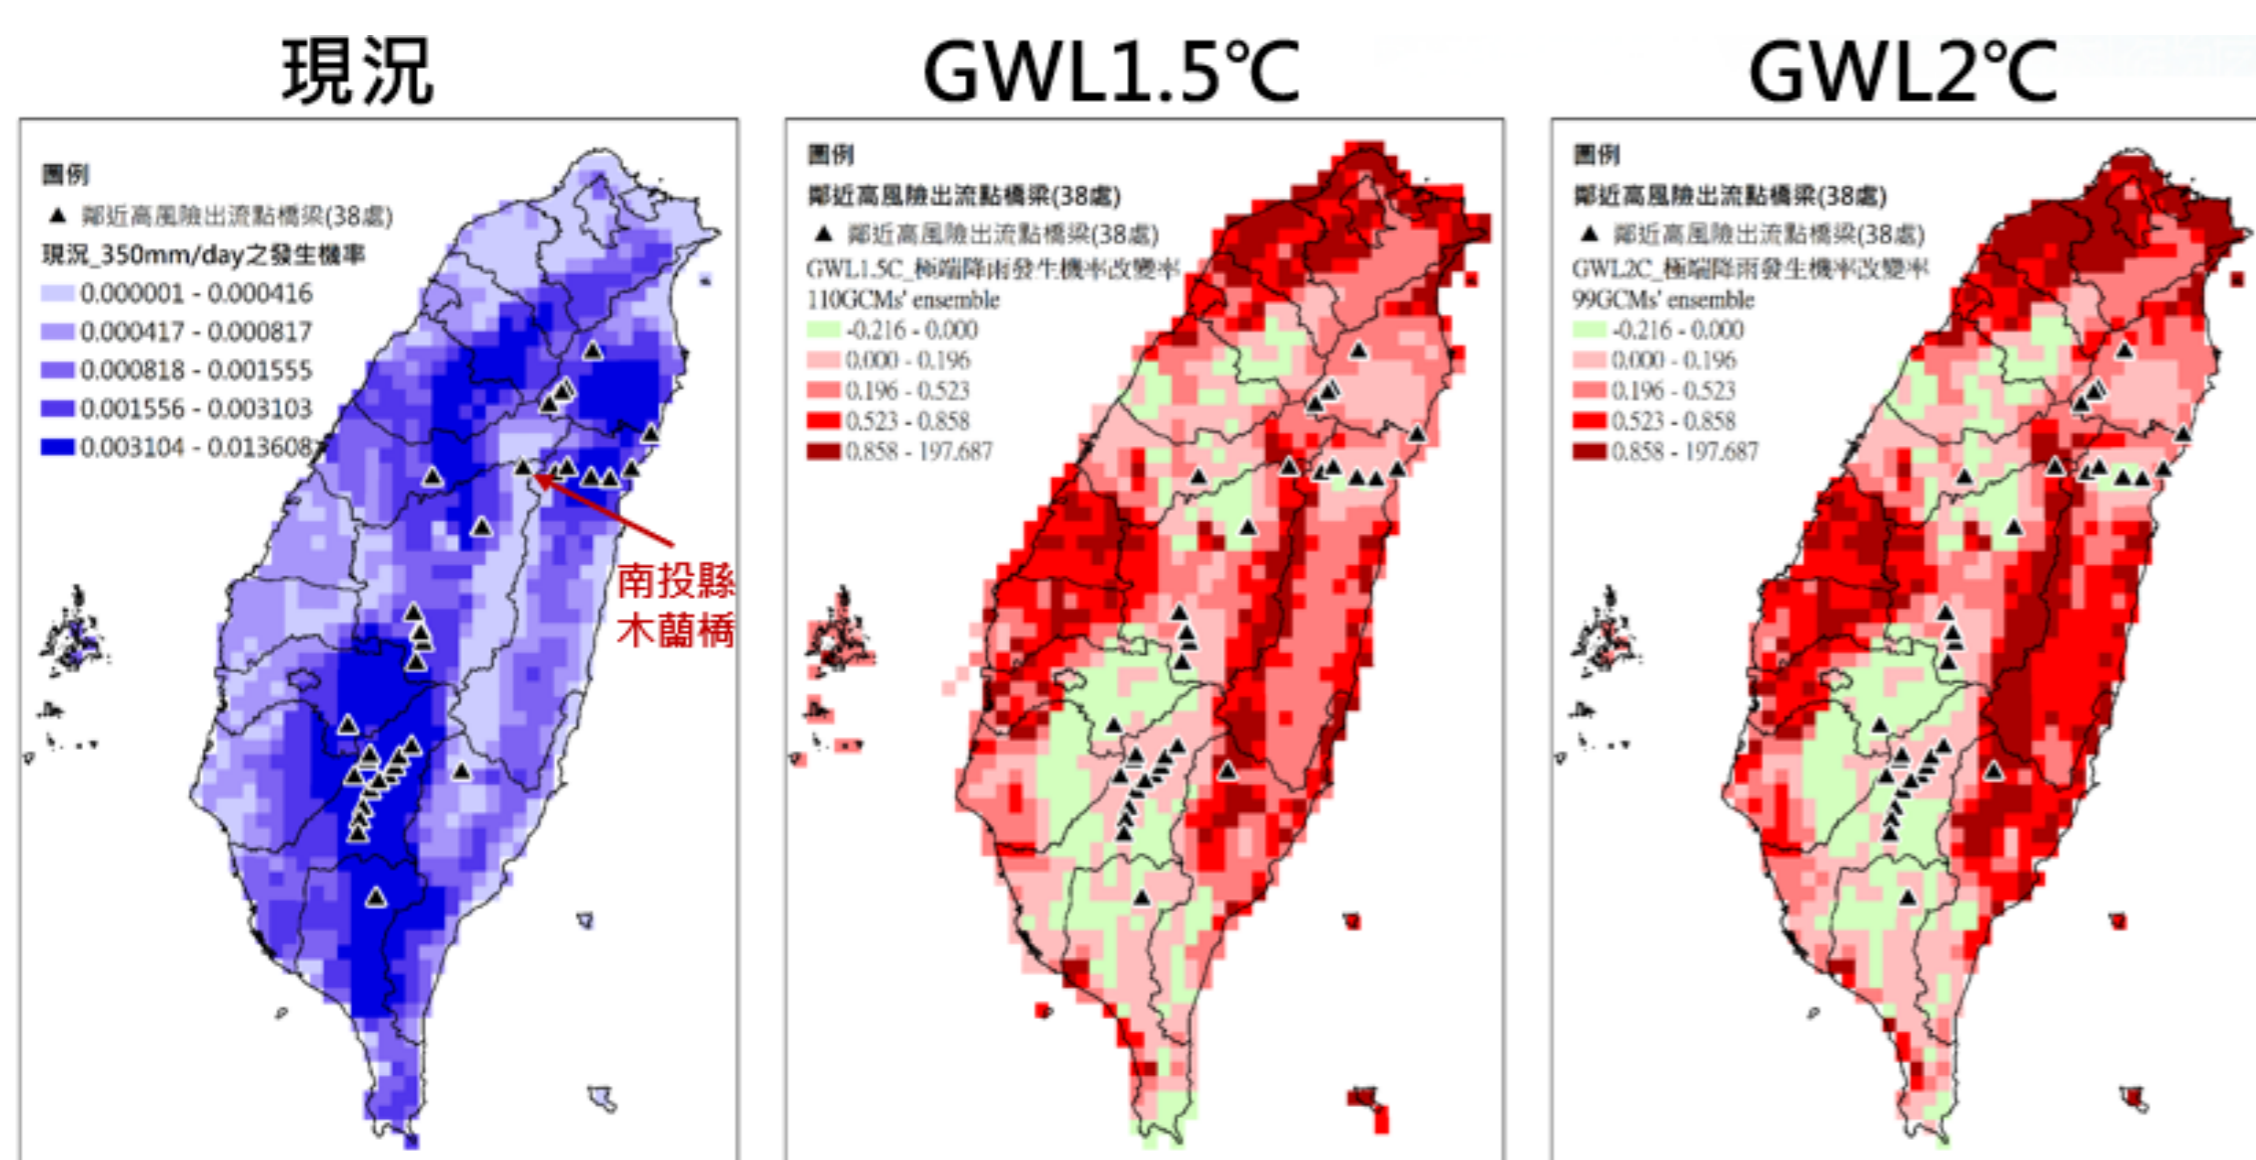 現況
圖例
▲ 鄰近高風險出流點橋梁(38處)
現況_350mm/day之發生機率
0.000001 - 0.000416
0.000417 - 0.000817
0.000818 - 0.001555
0.001556 - 0.003103
0.003104 - 0.013608
南投縣
木蘭橋
GWL1.5℃
圖例
鄰近高風險出流點橋梁(38處)
▲ 鄰近高風險出流點橋梁(38處)
GWL1.5C_極端降雨發生機率改變率
110GCMs' ensemble
-0.216 - 0.000
0.000 - 0.196
0.196 - 0.523
0.523 - 0.858
0.858 - 197.687
GWL2℃
圖例
鄰近高風險出流點橋梁(38處)
▲ 鄰近高風險出流點橋梁(38處)
GWL2C_極端降雨發生機率改變率
99GCMs' ensemble
-0.216 - 0.000
0.000 - 0.196
0.196 - 0.523
0.523 - 0.858
0.858 - 197.687